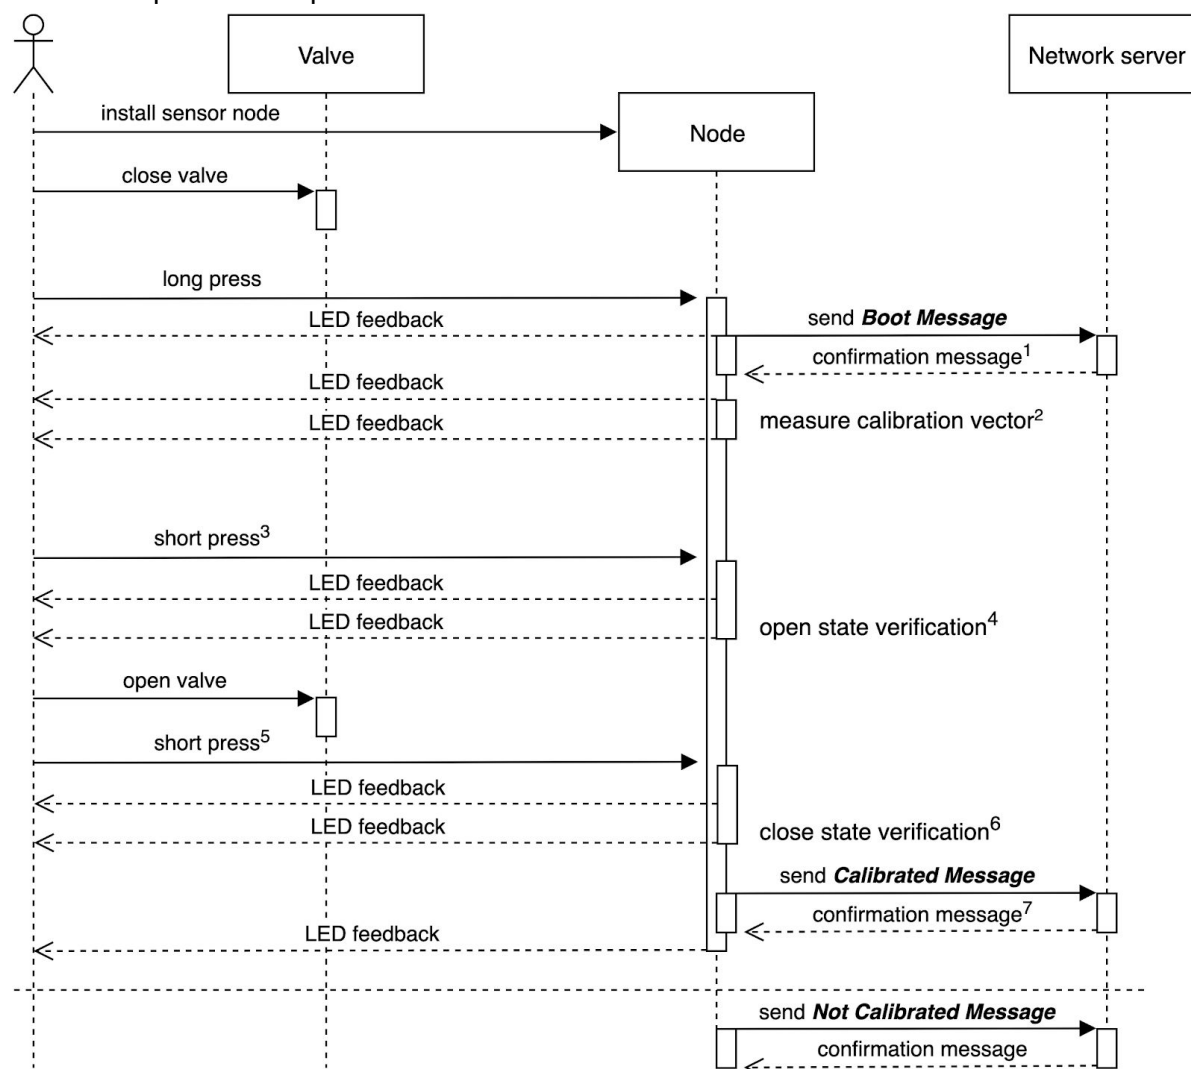 Valve
Network server
install sensor node
Node
close valve
long press
LED feedback
send Boot Message
confirmation message1
LED feedback
LED feedback
measure calibration vector2
short press3
LED feedback
LED feedback
open state verification4
open valve
short press5
LED feedback
LED feedback
close state verification6
send Calibrated Message
confirmation message7
LED feedback
send Not Calibrated Message
confirmation message